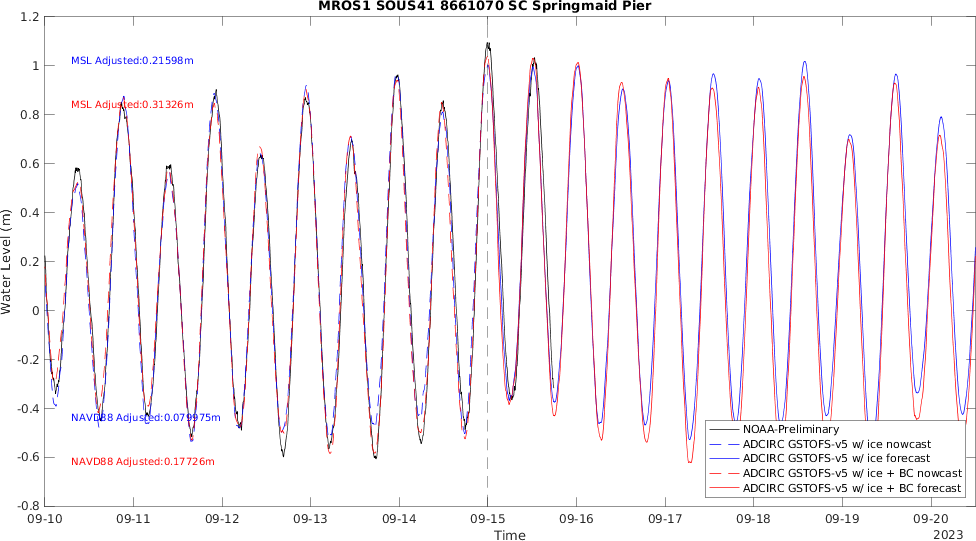 MROS1 SOUS41 8661070 SC Springmaid Pier
1.2
1
0.8
0.6
0.4
0.2
0
-0.2
-0.4
-0.6
-0.8
Water Level (m)
MSL Adjusted:0.21598m
MSL Adjusted:0.31326m
NAVD88 Adjusted:0.079975m
NAVD88 Adjusted:0.17726m
NOAA-Preliminary
ADCIRC GSTOFS-v5 w/ ice nowcast
ADCIRC GSTOFS-v5 w/ ice forecast
ADCIRC GSTOFS-v5 w/ ice + BC nowcast
ADCIRC GSTOFS-v5 w/ ice + BC forecast
09-10 09-11 09-12 09-13 09-14 09-15 09-16 09-17 09-18 09-19 09-20
Time
2023